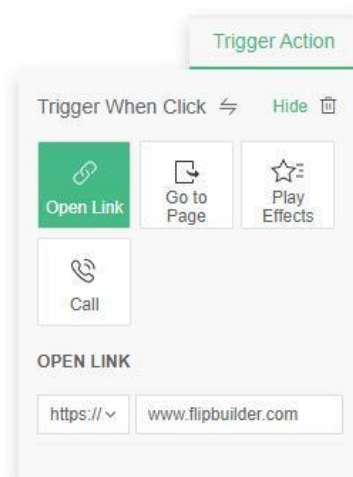 Trigger Action
Trigger When Click Hide
Open Link
Go to
Page
Play
Effects
Call
OPEN LINK
https:// www.flipbuilder.com